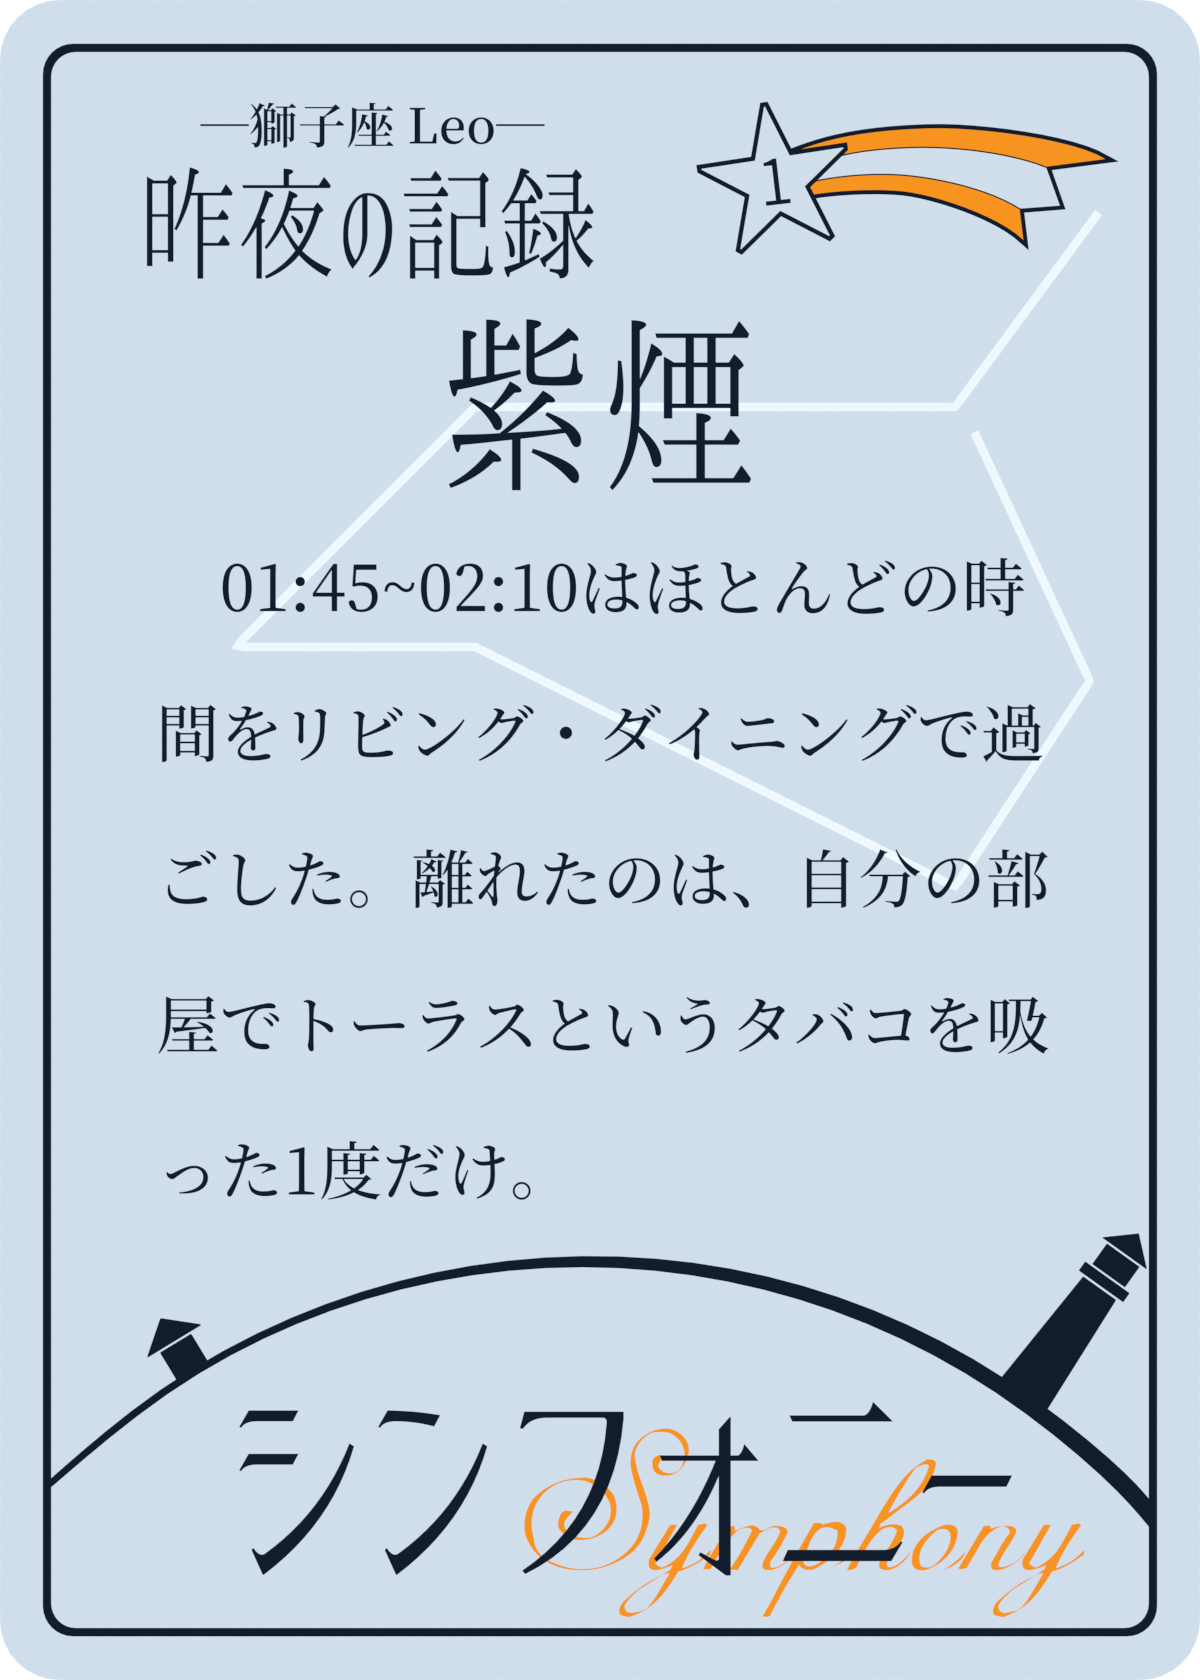 —獅子座 Leo—
昨夜の記録
1
紫煙
01:45~02:10はほとんどの時
間をリビング・ダイニングで過
ごした。離れたのは、自分の部
屋でトーラスというタバコを吸
った1度だけ。
シンフォニー
Symphony